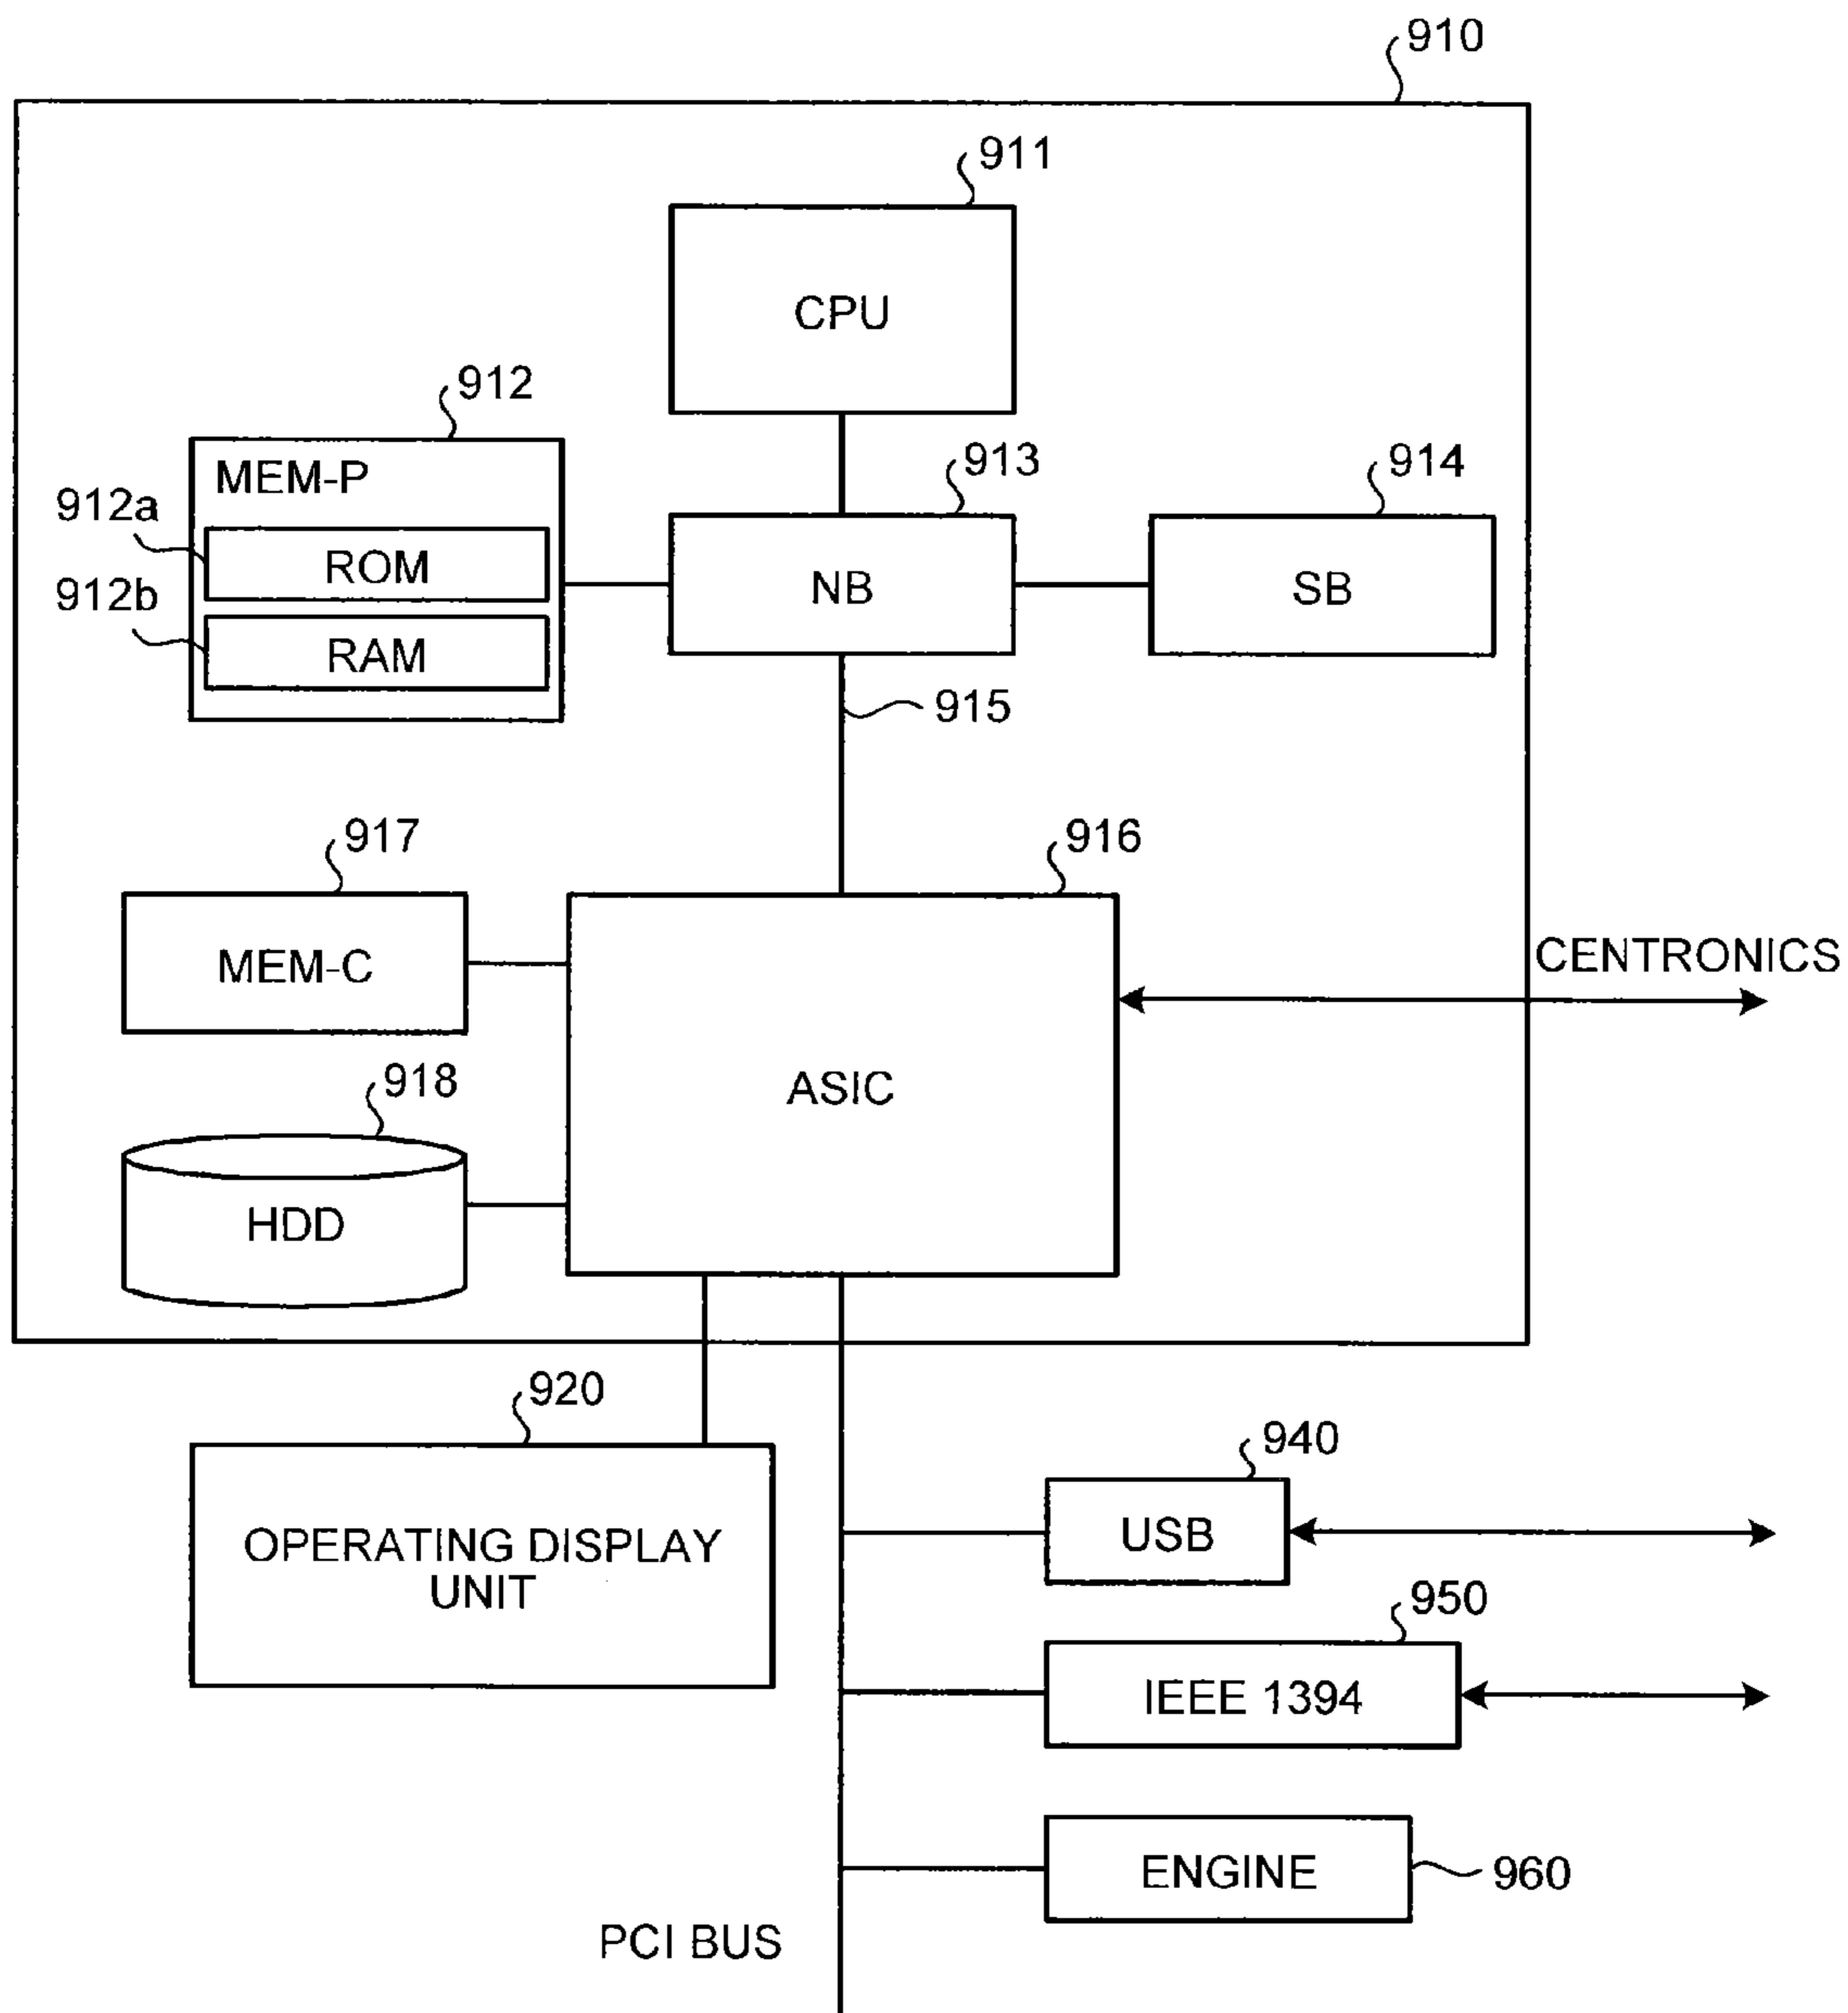 910
911
CPU
912
MEM-P
913
914
912a
ROM
NB
SB
912b
RAM
915
917
916
MEM-C
CENTRONICS
918
ASIC
HDD
920
940
OPERATING DISPLAY
UNIT
USB
950
IEEE 1394
ENGINE
960
PCI BUS